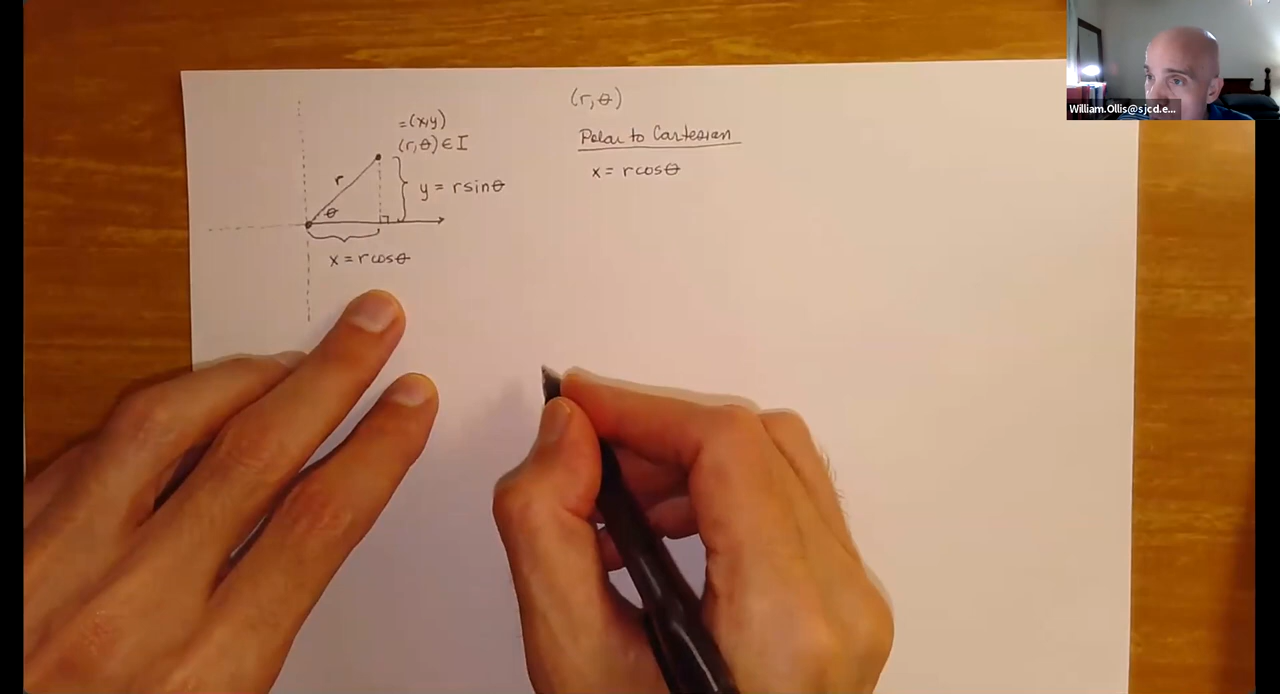 = (x,y)
(r,θ) ∈ I
r
θ
y = rsinθ
x = rcosθ
(r,θ)
Polar to Cartesian
x = rcosθ
William.Ollis@sjcd.e...